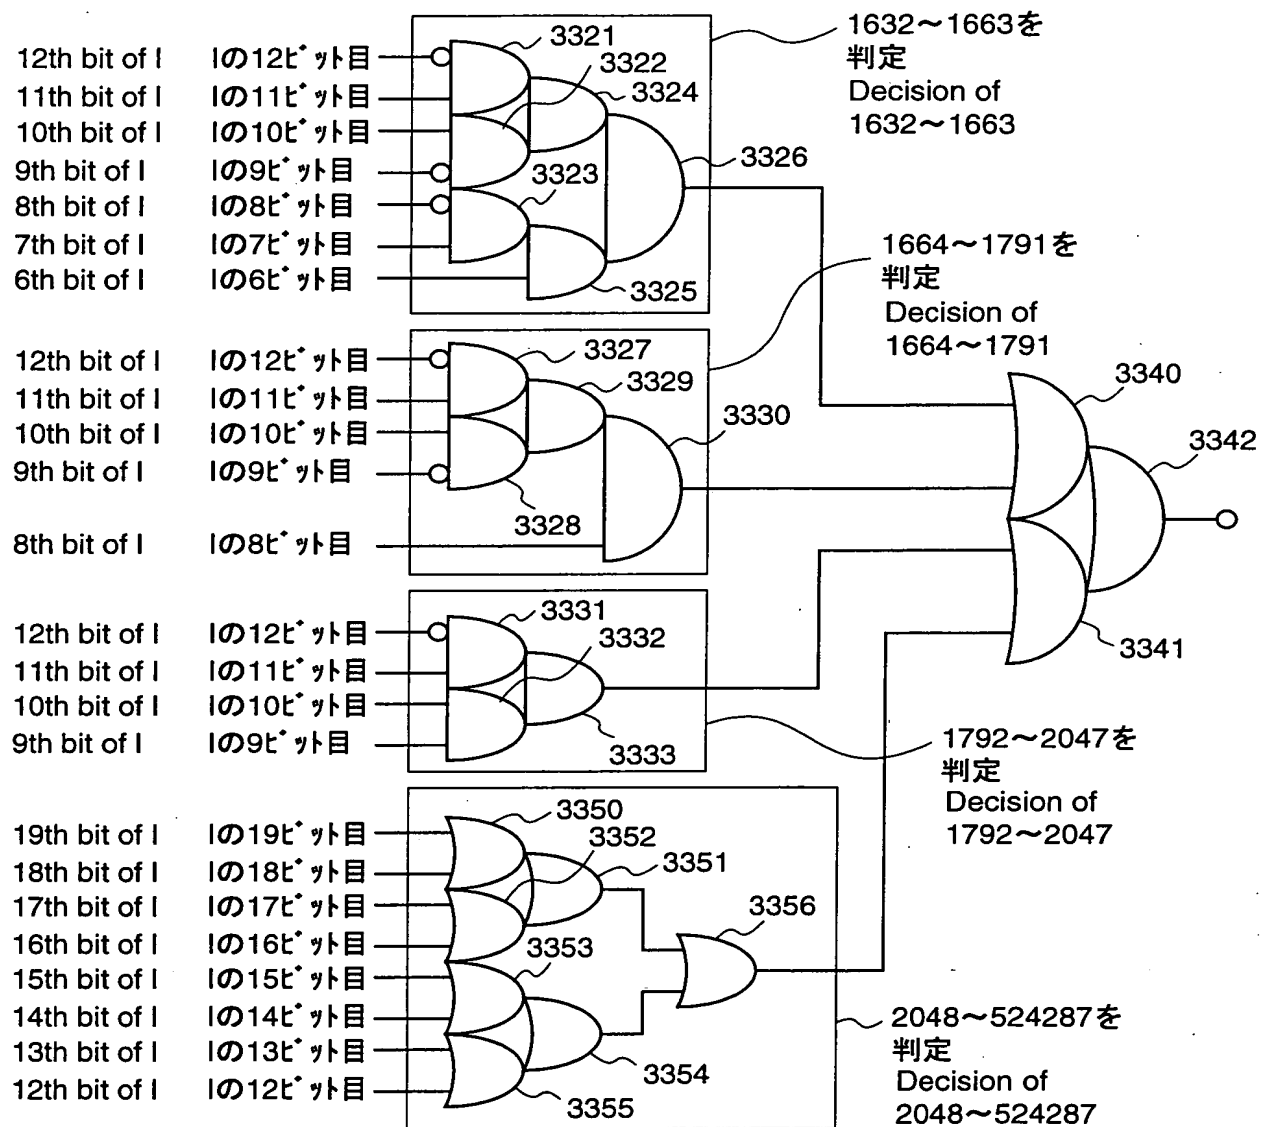 12th bit of I Iの12ビット目
11th bit of I Iの11ビット目
10th bit of I Iの10ビット目
9th bit of I Iの9ビット目
8th bit of I Iの8ビット目
7th bit of I Iの7ビット目
6th bit of I Iの6ビット目
3321
3322
3324
3323
3326
3325
1632~1663を
判定
Decision of
1632~1663
12th bit of I Iの12ビット目
11th bit of I Iの11ビット目
10th bit of I Iの10ビット目
9th bit of I Iの9ビット目
8th bit of I Iの8ビット目
3327
3329
3330
3328
1664~1791を
判定
Decision of
1664~1791
3340
3342
3341
12th bit of I Iの12ビット目
11th bit of I Iの11ビット目
10th bit of I Iの10ビット目
9th bit of I Iの9ビット目
3331
3332
3333
1792~2047を
判定
Decision of
1792~2047
19th bit of I Iの19ビット目
18th bit of I Iの18ビット目
17th bit of I Iの17ビット目
16th bit of I Iの16ビット目
15th bit of I Iの15ビット目
14th bit of I Iの14ビット目
13th bit of I Iの13ビット目
12th bit of I Iの12ビット目
3350
3352
3351
3353
3356
3354
3355
2048~524287を
判定
Decision of
2048~524287